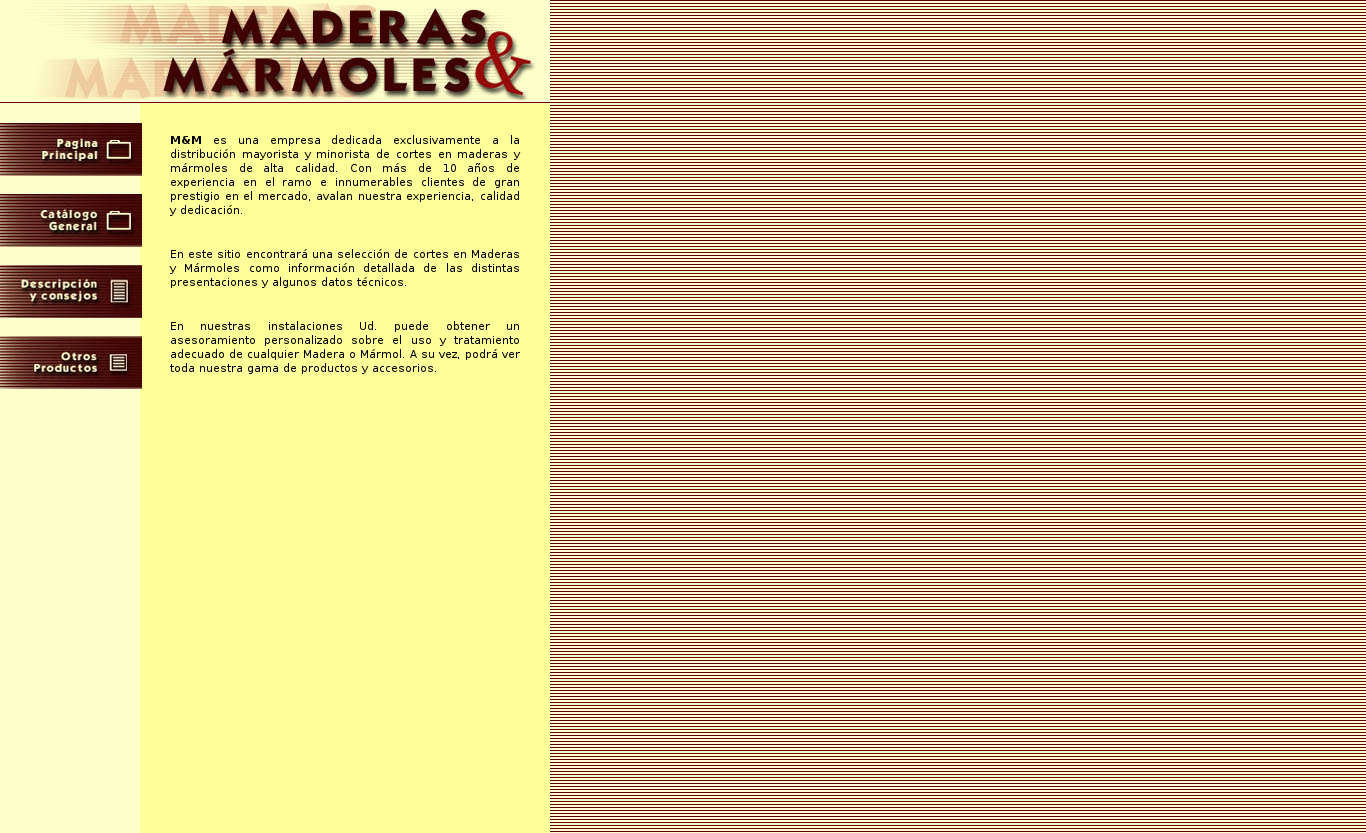 MADERAS
& MÁRMOLES
Pagina
Principal
Catálogo
General
Descripción
y consejos
Otros
Productos
M&M es una empresa dedicada exclusivamente a la
distribución mayorista y minorista de cortes en maderas y
mármoles de alta calidad. Con más de 10 años de
experiencia en el ramo e innumerables clientes de gran
prestigio en el mercado, avalan nuestra experiencia, calidad
y dedicación.
En este sitio encontrará una selección de cortes en Maderas
y Mármoles como información detallada de las distintas
presentaciones y algunos datos técnicos.
En nuestras instalaciones Ud. puede obtener un
asesoramiento personalizado sobre el uso y tratamiento
adecuado de cualquier Madera o Mármol. A su vez, podrá ver
toda nuestra gama de productos y accesorios.